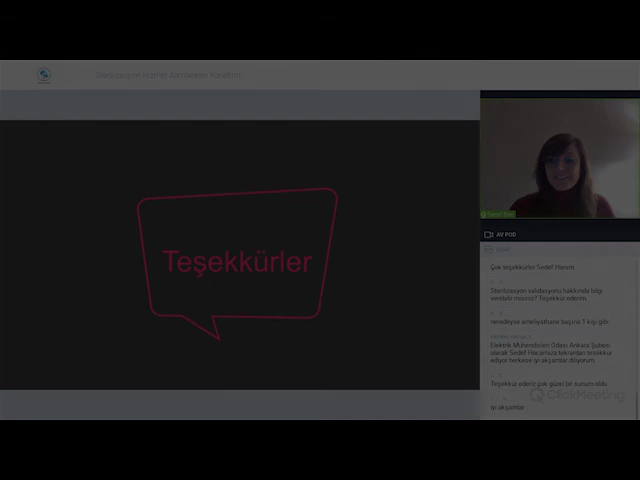 Sterilizasyon Hizmet Alımlarının Yönetimi
AV POD
CHAT
Teşekkürler
Çok teşekkürler Sedef Hanım
Sterilizasyon validasyonu hakkında bilgi
verebilir misiniz? Teşekkür ederim.
neredeyse ameliyathane başına 1 kişi gibi
Elektrik Mühendisleri Odası Ankara Şubesi
olarak Sedef Hocamıza tekrardan teşekkür
ediyor herkese iyi akşamlar diliyorum.
Teşekkür ederiz çok güzel bir sunum oldu
iyi akşamlar
ClickMeeting